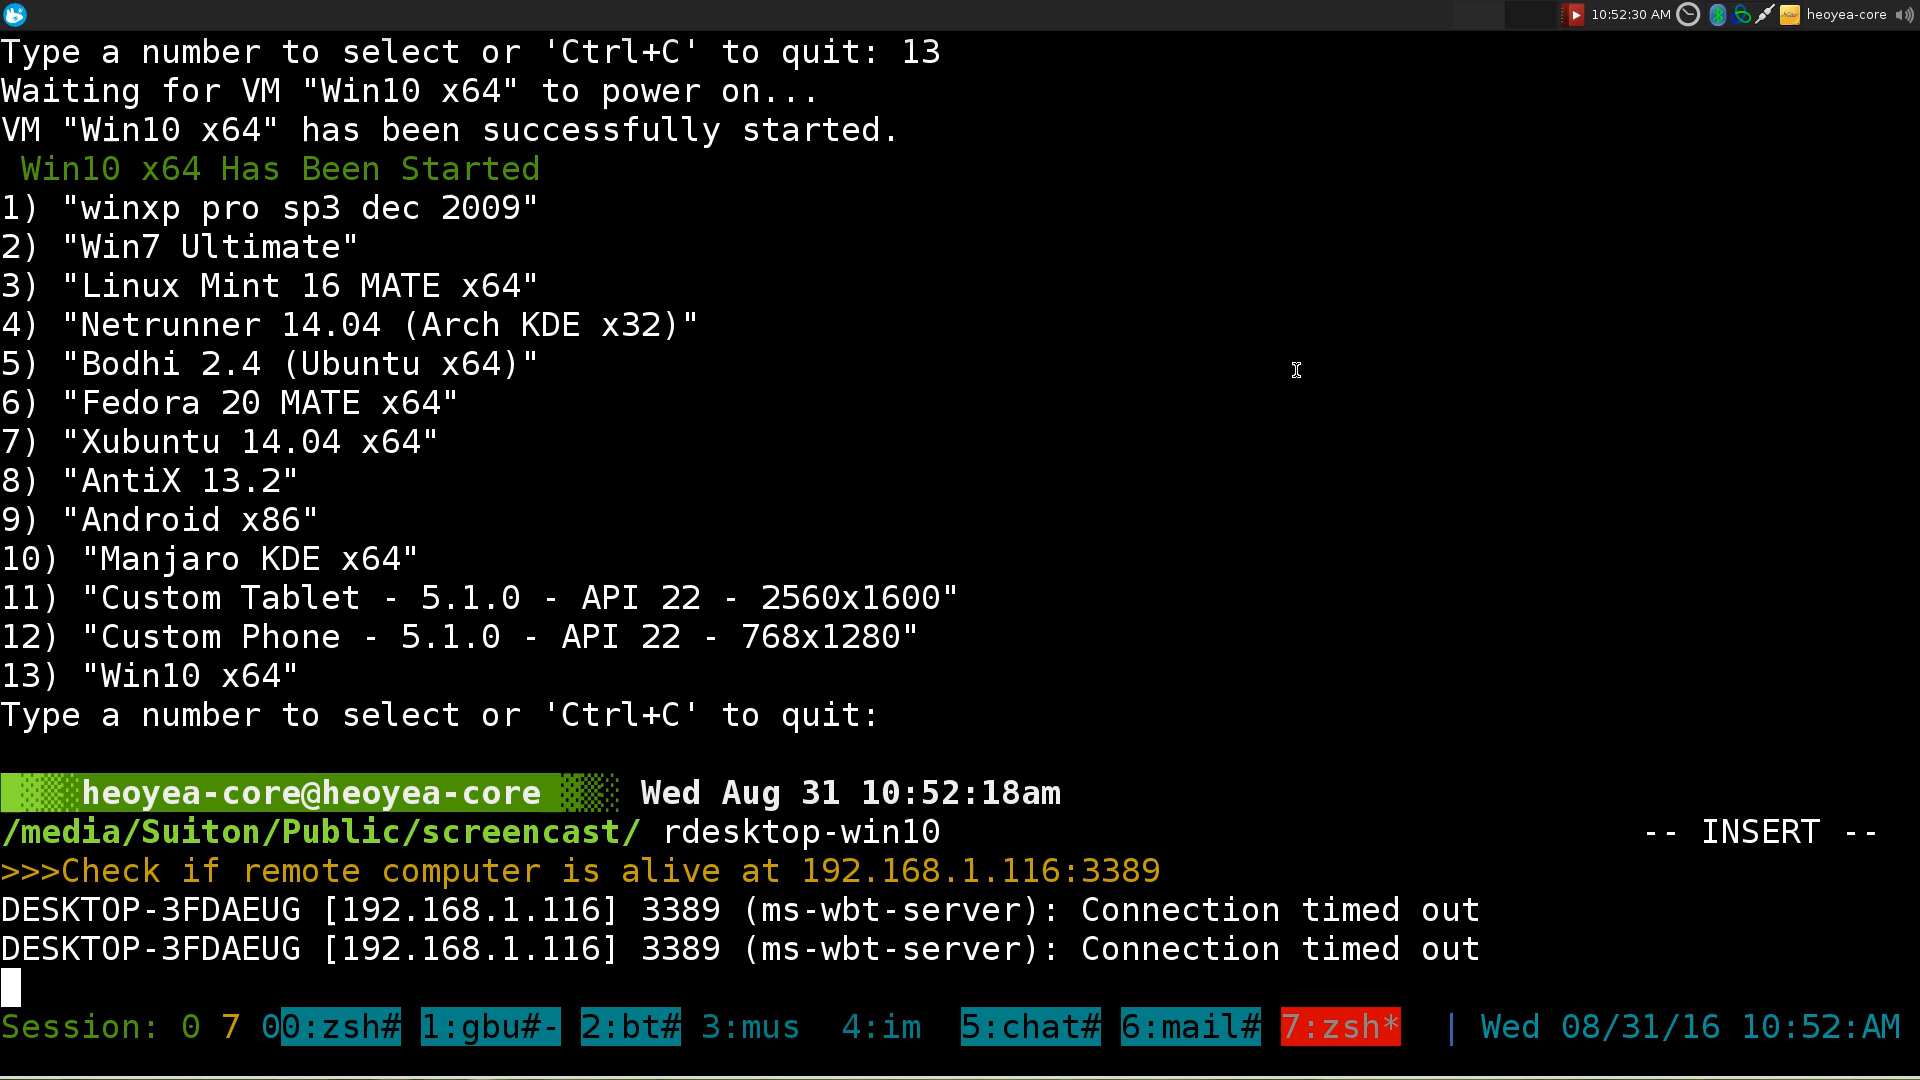 10:52:30 AM heoyea-core
Type a number to select or 'Ctrl+C' to quit: 13
Waiting for VM "Win10 x64" to power on...
VM "Win10 x64" has been successfully started.
Win10 x64 Has Been Started
1) "winxp pro sp3 dec 2009"
2) "Win7 Ultimate"
3) "Linux Mint 16 MATE x64"
4) "Netrunner 14.04 (Arch KDE x32)"
5) "Bodhi 2.4 (Ubuntu x64)"
6) "Fedora 20 MATE x64"
7) "Xubuntu 14.04 x64"
8) "AntiX 13.2"
9) "Android x86"
10) "Manjaro KDE x64"
11) "Custom Tablet - 5.1.0 - API 22 - 2560x1600"
12) "Custom Phone - 5.1.0 - API 22 - 768x1280"
13) "Win10 x64"
Type a number to select or 'Ctrl+C' to quit:
heoyea-core@heoyea-core Wed Aug 31 10:52:18am
/media/Suiton/Public/screencast/ rdesktop-win10 -- INSERT --
>>>Check if remote computer is alive at 192.168.1.116:3389
DESKTOP-3FDAEUG [192.168.1.116] 3389 (ms-wbt-server): Connection timed out
DESKTOP-3FDAEUG [192.168.1.116] 3389 (ms-wbt-server): Connection timed out
Session: 0 7 00:zsh# 1:gbu#- 2:bt# 3:mus 4:im 5:chat# 6:mail# 7:zsh* | Wed 08/31/16 10:52:AM